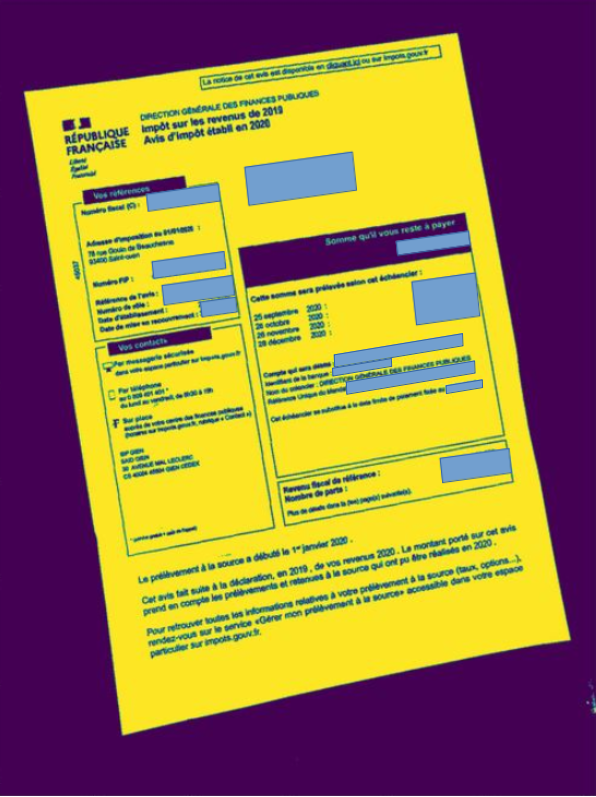 La notice de cet avis est disponible en cliquant ici ou sur impots.gouv.fr
RÉPUBLIQUE
FRANÇAISE
Liberté
Égalité
Fraternité
DIRECTION GÉNÉRALE DES FINANCES PUBLIQUES
Impôt sur les revenus de 2019
Avis d'impôt établi en 2020
Vos références
Numéro fiscal (C) :
Adresse d'imposition au 01/01/2020 :
78 rue Gouin de Beauchesne
93400 Saint-ouen
Numéro FIP :
Référence de l'avis :
Numéro de rôle :
Date d'établissement :
Date de mise en recouvrement :
Vos contacts
Par messagerie sécurisée
dans votre espace particulier sur impots.gouv.fr
Par téléphone
au 0 809 401 401 *
du lundi au vendredi, de 8h30 à 19h
Sur place
auprès de votre centre des finances publiques
(horaires sur impots.gouv.fr, rubrique « Contact »)
SIP GIEN
SAID GIEN
AVENUE MAL LECLERC
GIEN CEDEX
* (service gratuit + coût de l'appel)
Somme qu'il vous reste à payer
Cette somme sera prélevée selon cet échéancier :
25 septembre 2020 :
26 octobre 2020 :
26 novembre 2020 :
28 décembre 2020 :
Compte qui sera débité
Identifiant de la banque
Nom du créancier : DIRECTION GÉNÉRALE DES FINANCES PUBLIQUES
Référence Unique du Mandat
Cet échéancier se substitue à la date limite de paiement fixée au
Revenu fiscal de référence :
Nombre de parts :
Plus de détails dans la (les) page(s) suivante(s).
Le prélèvement à la source a débuté le 1er janvier 2020 .
Cet avis fait suite à la déclaration, en 2019 , de vos revenus 2020 . Le montant porté sur cet avis
prend en compte les prélèvements et retenues à la source qui ont pu être réalisés en 2020 .
Pour retrouver toutes les informations relatives à votre prélèvement à la source (taux, options...),
rendez-vous sur le service «Gérer mon prélèvement à la source» accessible dans votre espace
particulier sur impots.gouv.fr.